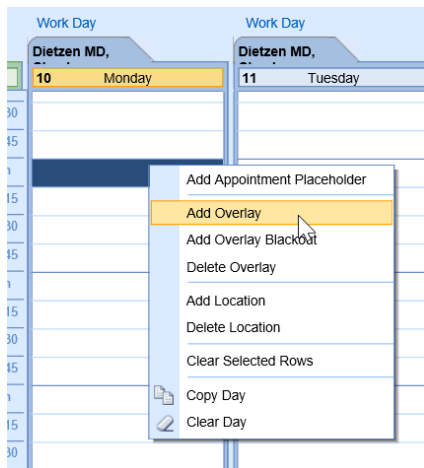 Work Day Work Day
Dietzen MD, Dietzen MD,
10 Monday 11 Tuesday
30
45
15
Add Appointment Placeholder
30
Add Overlay
45
Add Overlay Blackout
Delete Overlay
15
Add Location
30
Delete Location
45
Clear Selected Rows
Copy Day
15
Clear Day
30